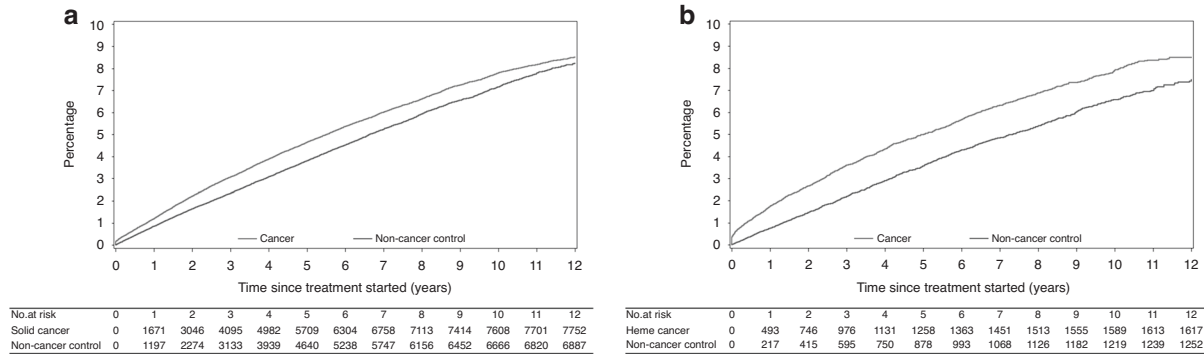 a
10
9
8
7
6
5
4
3
2
1
0
Percentage
Cancer Non-cancer control
0 1 2 3 4 5 6 7 8 9 10 11 12
Time since treatment started (years)
No.at risk 0 1 2 3 4 5 6 7 8 9 10 11 12
Solid cancer 0 1671 3046 4095 4982 5709 6304 6758 7113 7414 7608 7701 7752
Non-cancer control 0 1197 2274 3133 3939 4640 5238 5747 6156 6452 6666 6820 6887
b
10
9
8
7
6
5
4
3
2
1
0
Percentage
Cancer Non-cancer control
0 1 2 3 4 5 6 7 8 9 10 11 12
Time since treatment started (years)
No.at risk 0 1 2 3 4 5 6 7 8 9 10 11 12
Heme cancer 0 493 746 976 1131 1258 1363 1451 1513 1555 1589 1613 1617
Non-cancer control 0 217 415 595 750 878 993 1068 1126 1182 1219 1239 1252